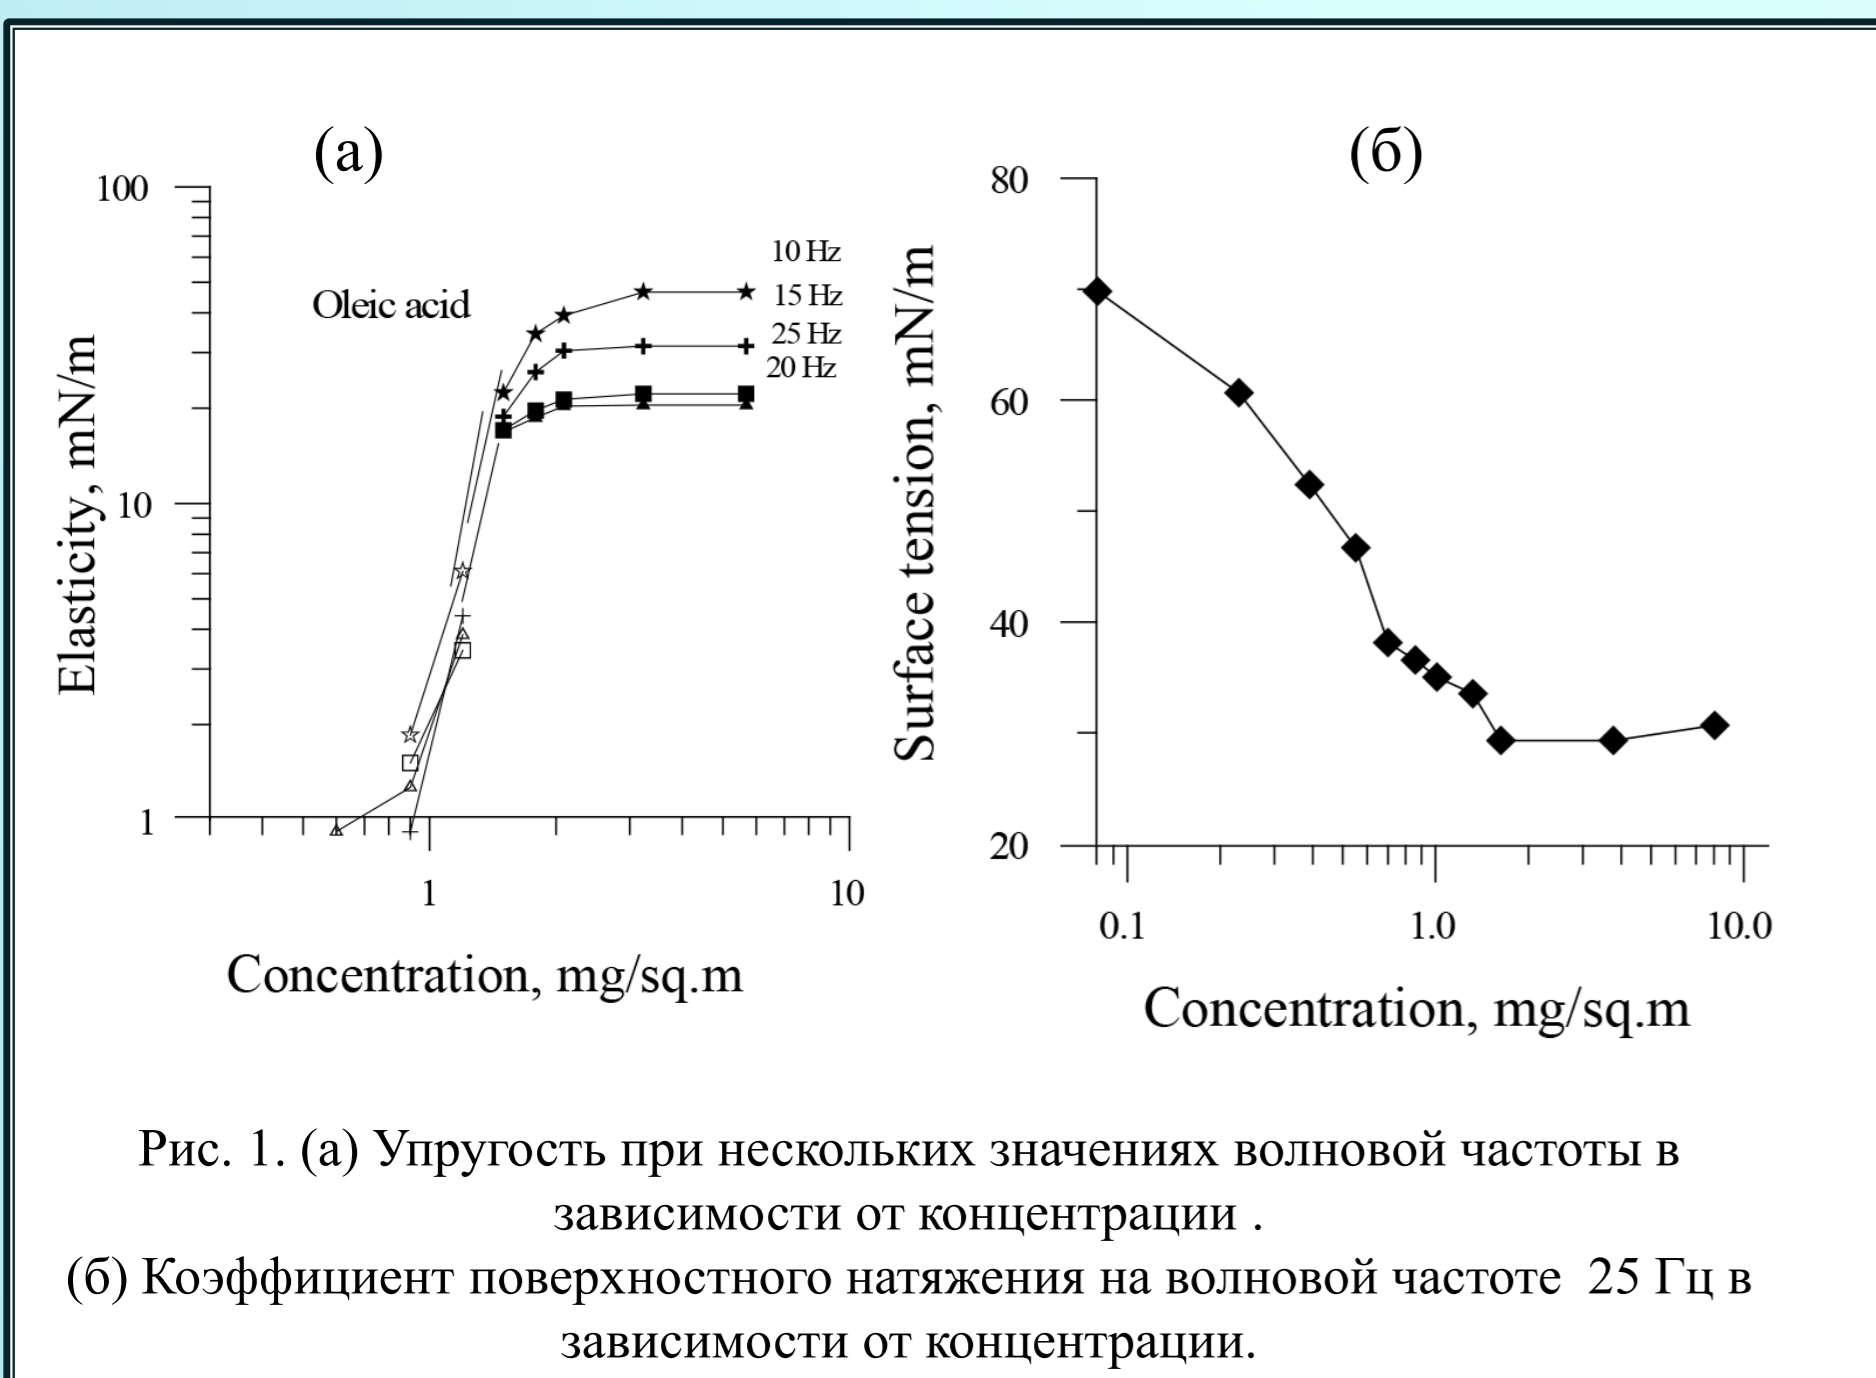 (а)
(б)
100
10
1
Elasticity, mN/m
Oleic acid
10 Hz
15 Hz
25 Hz
20 Hz
1
10
Concentration, mg/sq.m
80
60
40
20
Surface tension, mN/m
0.1
1.0
10.0
Concentration, mg/sq.m
Рис. 1. (а) Упругость при нескольких значениях волновой частоты в
зависимости от концентрации .
(б) Коэффициент поверхностного натяжения на волновой частоте 25 Гц в
зависимости от концентрации.